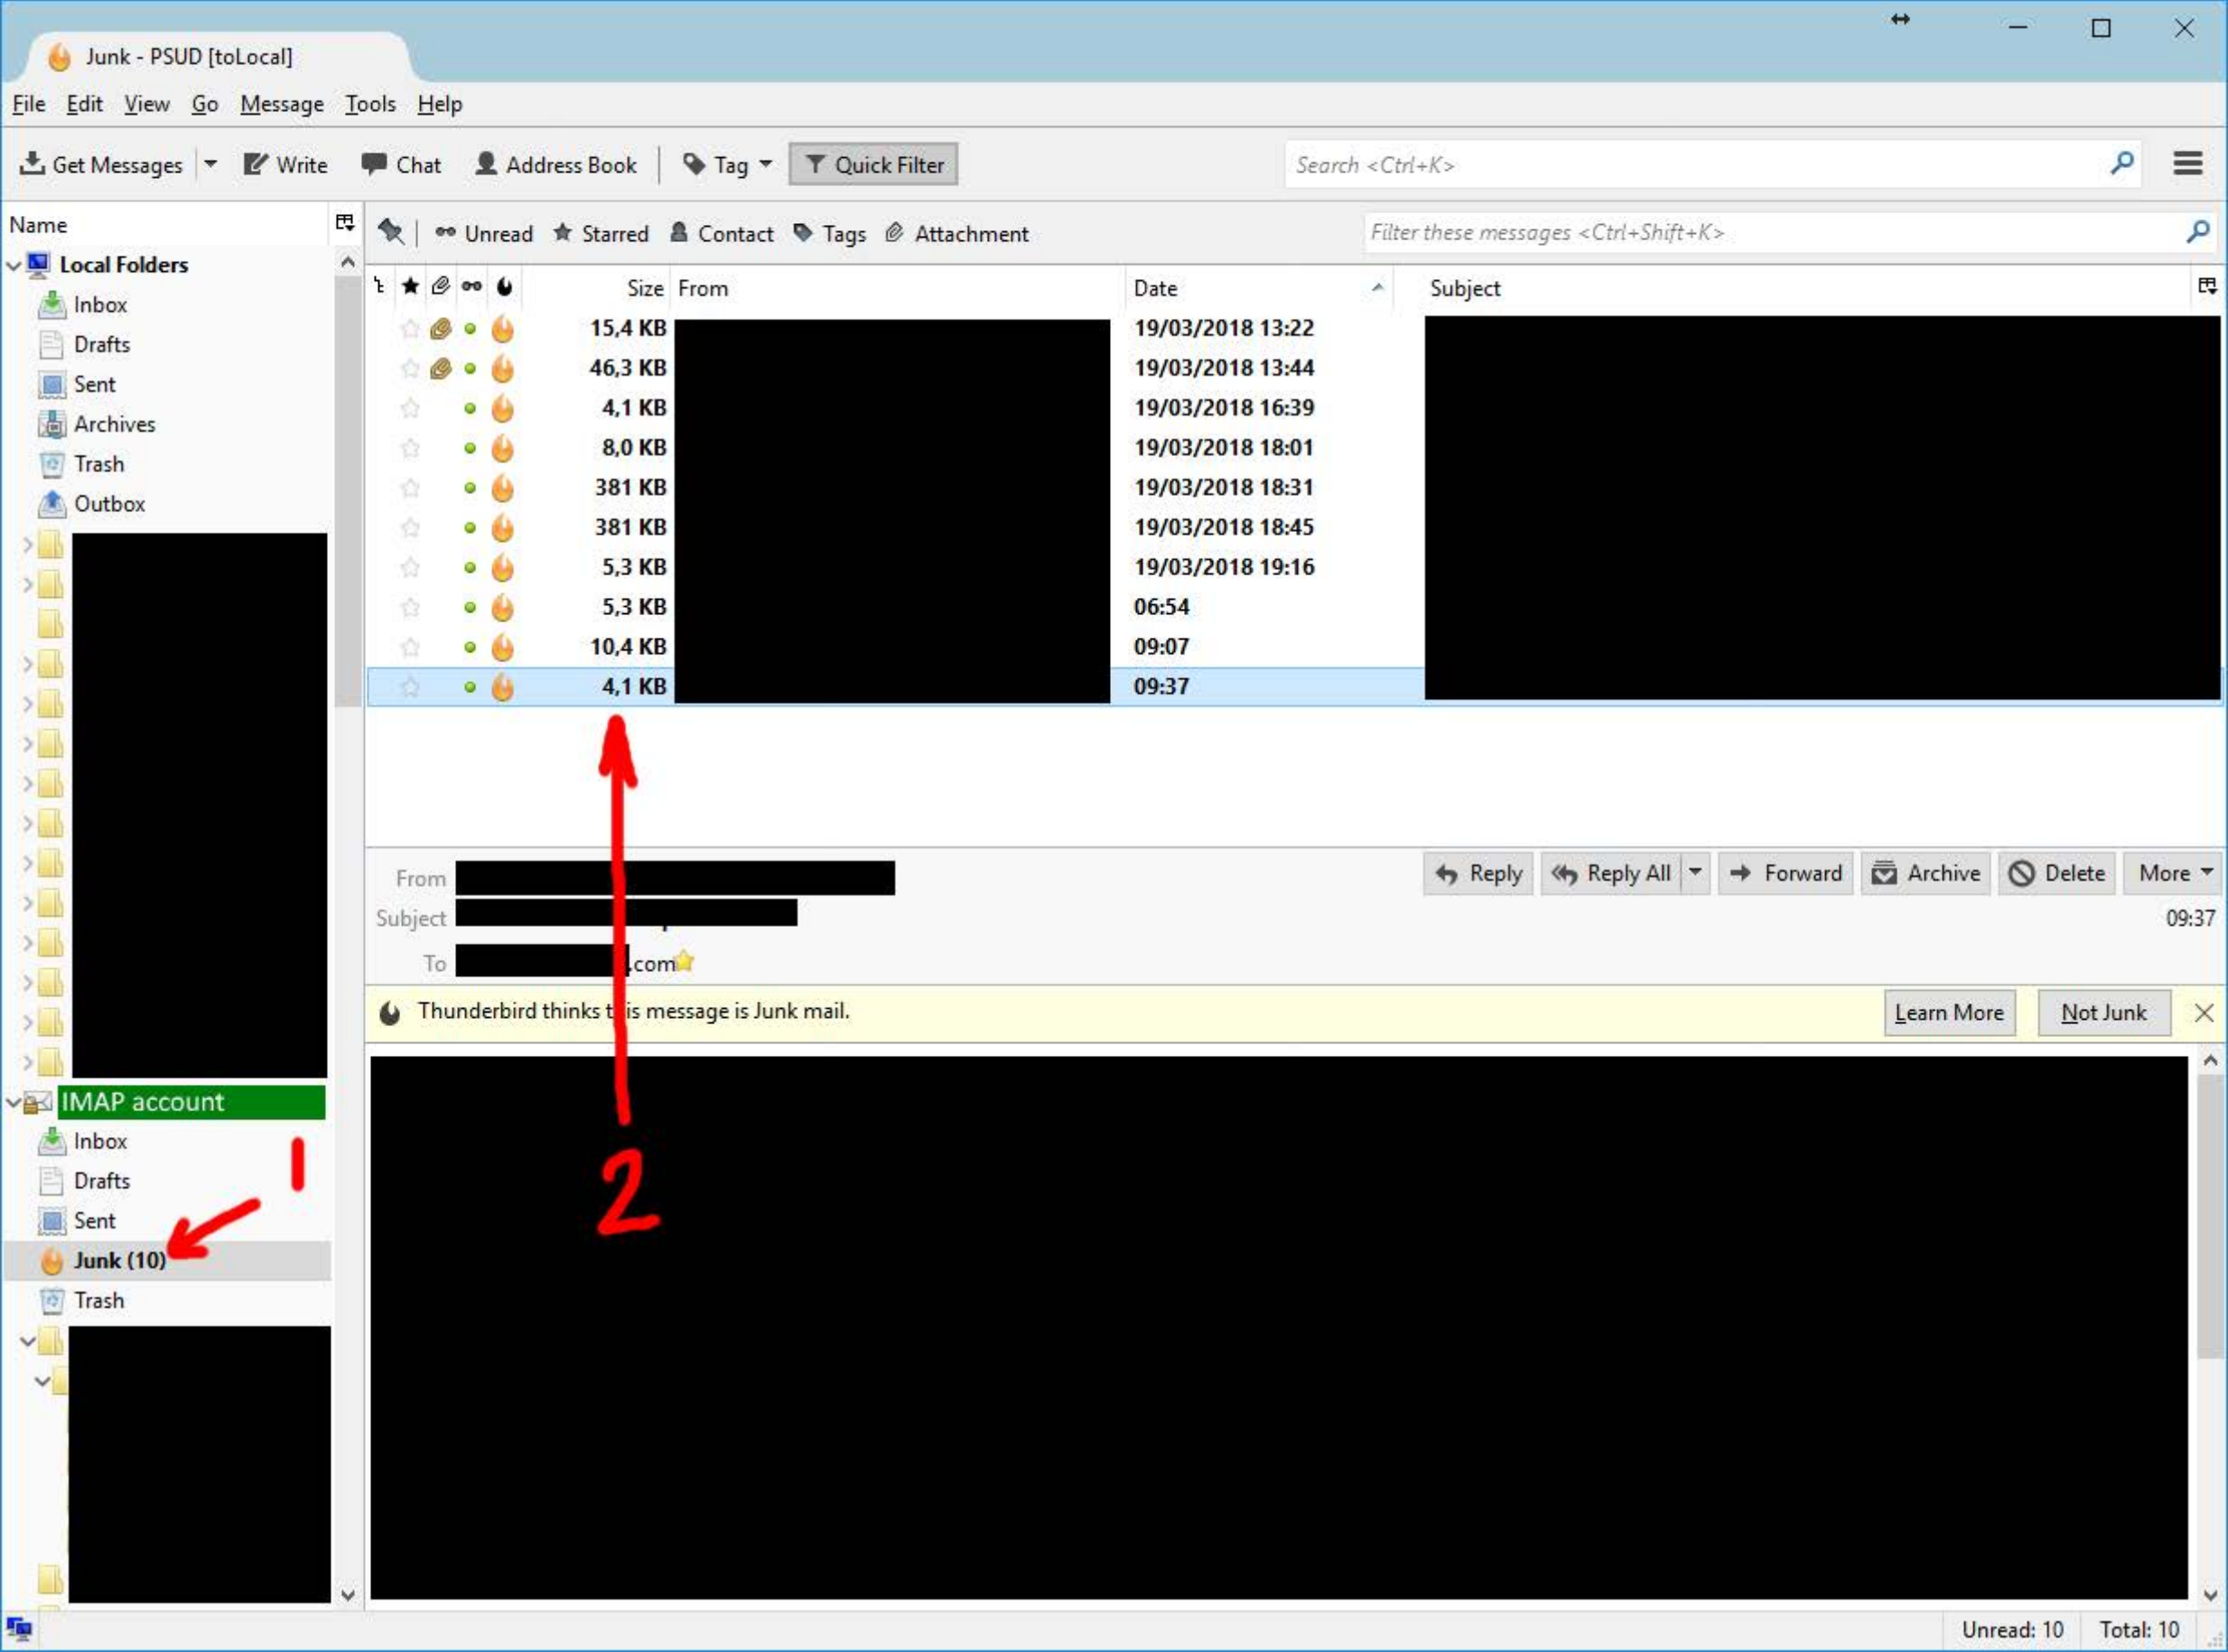 Junk - PSUD [toLocal]
File Edit View Go Message Tools Help
Get Messages Write Chat Address Book Tag Quick Filter Search <Ctrl+K>
Name
Unread Starred Contact Tags Attachment Filter these messages <Ctrl+Shift+K>
Local Folders
Inbox
Drafts
Sent
Archives
Trash
Outbox
Size From Date Subject
15,4 KB 19/03/2018 13:22
46,3 KB 19/03/2018 13:44
4,1 KB 19/03/2018 16:39
8,0 KB 19/03/2018 18:01
381 KB 19/03/2018 18:31
381 KB 19/03/2018 18:45
5,3 KB 19/03/2018 19:16
5,3 KB 06:54
10,4 KB 09:07
4,1 KB 09:37
From Reply Reply All Forward Archive Delete More
Subject 09:37
To .com
Thunderbird thinks this message is Junk mail. Learn More Not Junk
IMAP account
Inbox
Drafts
Sent
Junk (10)
Trash
1
2
Unread: 10 Total: 10